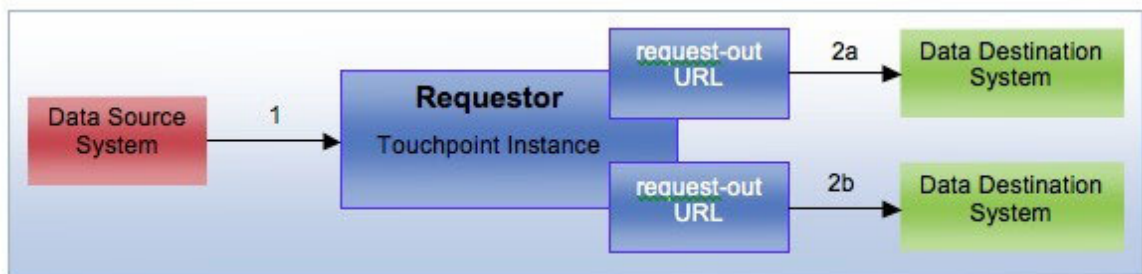 Data Source
System
1
Requestor
Touchpoint Instance
request-out
URL
2a
Data Destination
System
request-out
URL
2b
Data Destination
System